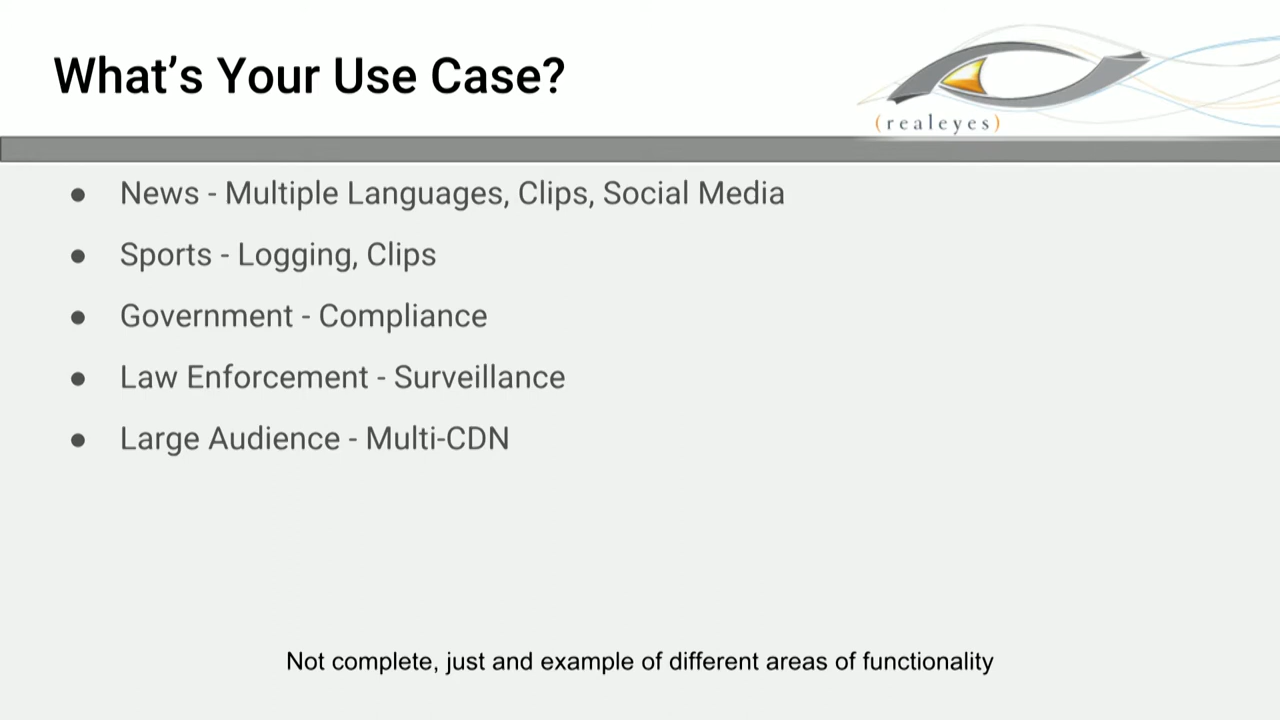 What's Your Use Case?
(realeyes)
● News - Multiple Languages, Clips, Social Media
● Sports - Logging, Clips
● Government - Compliance
● Law Enforcement - Surveillance
● Large Audience - Multi-CDN
Not complete, just and example of different areas of functionality